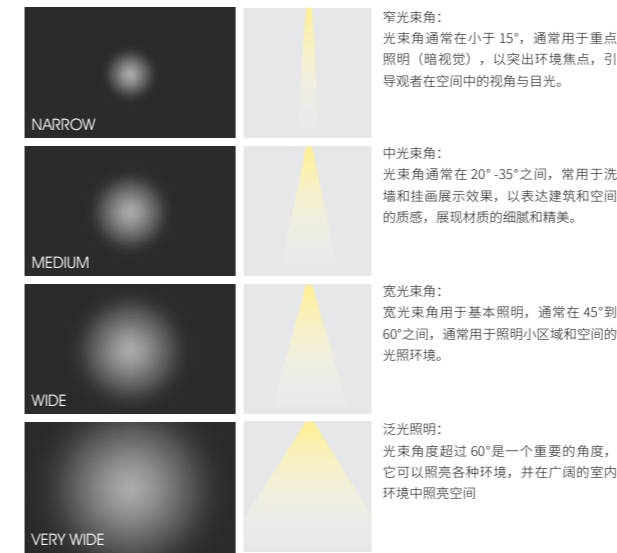 NARROW
窄光束角：
光束角通常在小于 15°，通常用于重点
照明（暗视觉），以突出环境焦点，引
导观者在空间中的视角与目光。
MEDIUM
中光束角：
光束角通常在 20° -35°之间，常用于洗
墙和挂画展示效果，以表达建筑和空间
的质感，展现材质的细腻和精美。
WIDE
宽光束角：
宽光束角用于基本照明，通常在 45°到
60°之间，通常用于照明小区域和空间的
光照环境。
VERY WIDE
泛光照明：
光束角度超过 60°是一个重要的角度，
它可以照亮各种环境，并在广阔的室内
环境中照亮空间